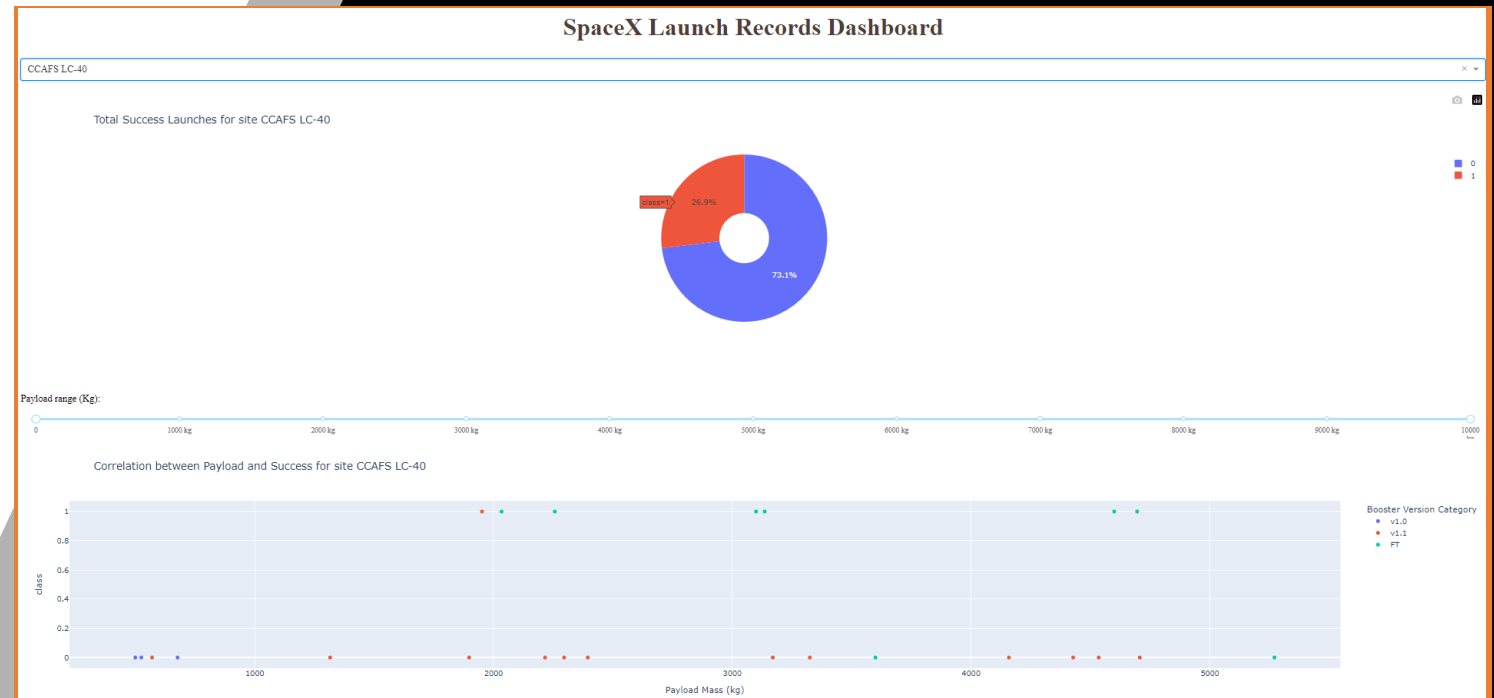 SpaceX Launch Records Dashboard
CCAFS LC-40
Total Success Launches for site CCAFS LC-40
0
1
class=1
26.9%
73.1%
Payload range (Kg):
0 1000 kg 2000 kg 3000 kg 4000 kg 5000 kg 6000 kg 7000 kg 8000 kg 9000 kg 10000
Correlation between Payload and Success for site CCAFS LC-40
Booster Version Category
v1.0
v1.1
FT
class
1
0.8
0.6
0.4
0.2
0
1000 2000 3000 4000 5000
Payload Mass (kg)